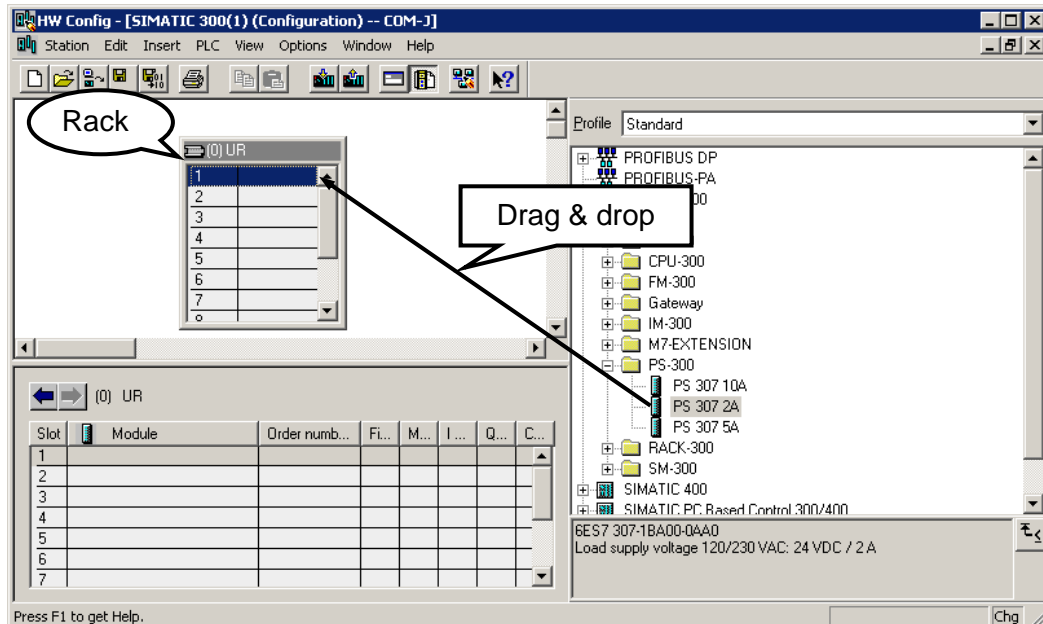 HW Config - [SIMATIC 300(1) (Configuration) -- COM-J]
Station Edit Insert PLC View Options Window Help
Rack
(0) UR
1
2
3
4
5
6
7
Profile Standard
PROFIBUS DP
PROFIBUS-PA
Drag & drop
CPU-300
FM-300
Gateway
IM-300
M7-EXTENSION
PS-300
PS 307 10A
PS 307 2A
PS 307 5A
RACK-300
SM-300
SIMATIC 400
SIMATIC PC Based Control 300/400
(0) UR
Slot Module Order numb... Fi... M... I ... Q... C...
1
2
3
4
5
6
7
6ES7 307-1BA00-0AA0
Load supply voltage 120/230 VAC: 24 VDC / 2 A
Press F1 to get Help.
Chg